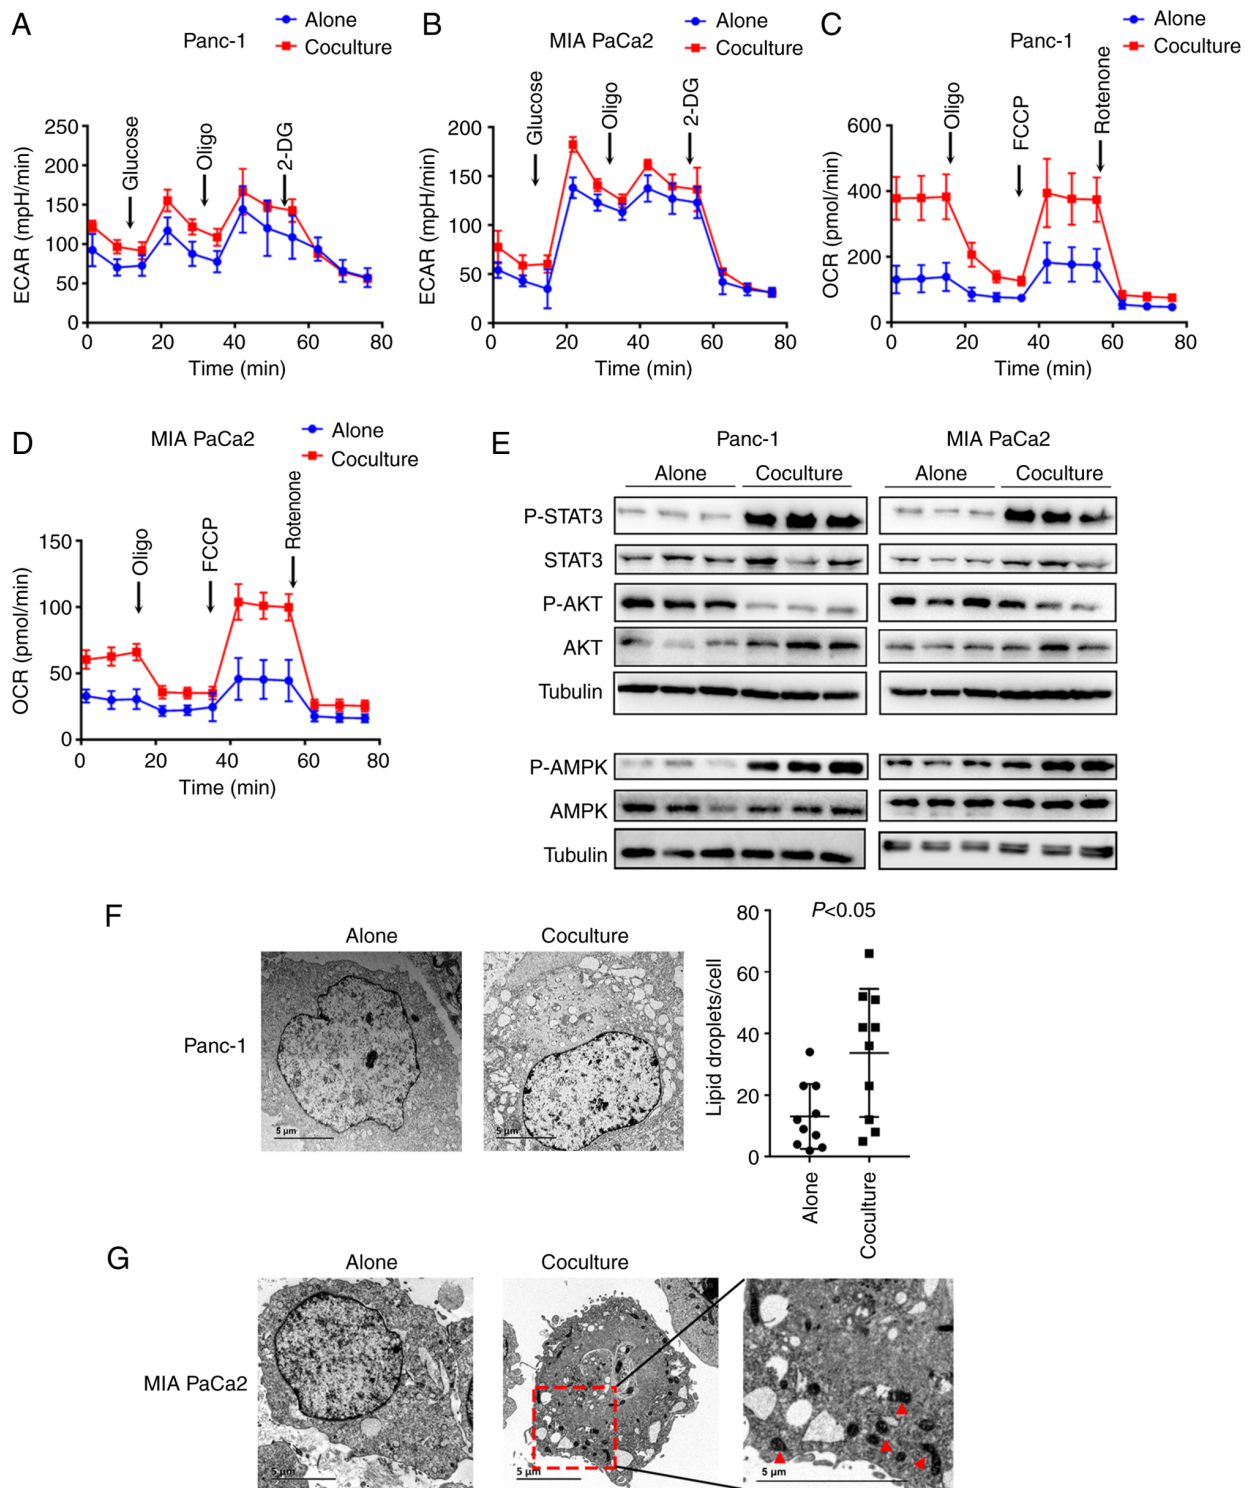 A
Panc-1
Alone
Coculture
ECAR (mpH/min)
250
200
150
100
50
0
Glucose
Oligo
2-DG
0 20 40 60 80
Time (min)
B
MIA PaCa2
Alone
Coculture
ECAR (mpH/min)
200
150
100
50
0
Glucose
Oligo
2-DG
0 20 40 60 80
Time (min)
C
Panc-1
Alone
Coculture
OCR (pmol/min)
600
400
200
0
Oligo
FCCP
Rotenone
0 20 40 60 80
Time (min)
D
MIA PaCa2
Alone
Coculture
OCR (pmol/min)
150
100
50
0
Oligo
FCCP
Rotenone
0 20 40 60 80
Time (min)
E
Panc-1 MIA PaCa2
Alone Coculture Alone Coculture
P-STAT3
STAT3
P-AKT
AKT
Tubulin
P-AMPK
AMPK
Tubulin
F
Alone Coculture
Panc-1
5 µm
5 µm
P<0.05
Lipid droplets/cell
80
60
40
20
0
Alone
Coculture
G
Alone Coculture
MIA PaCa2
5 µm
5 µm
5 µm